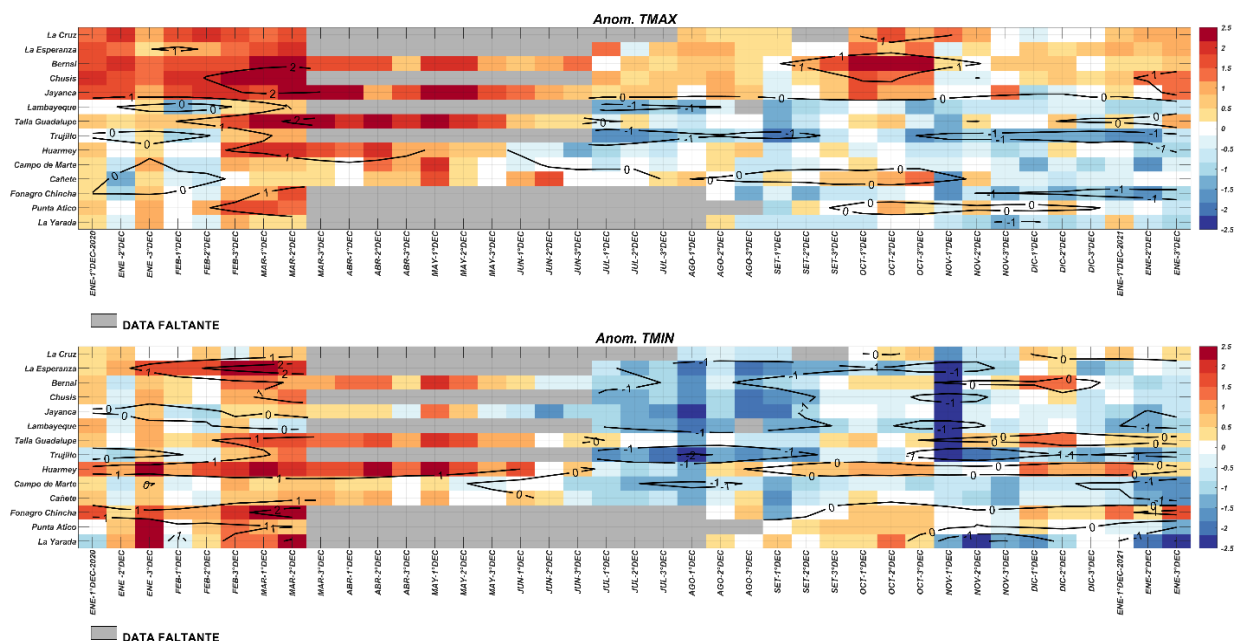 Anom. TMAX
La Cruz
La Esperanza
Bernal
Chusis
Jayanca
Lambayeque
Talla Guadalupe
Trujillo
Huarmey
Campo de Marte
Cañete
Fonagro Chincha
Punta Atico
La Yarada
2.5
2
1.5
1
0.5
0
-0.5
-1
-1.5
-2
-2.5
ENE-1°DEC-2020
ENE-2°DEC
ENE-3°DEC
FEB-1°DEC
FEB-2°DEC
FEB-3°DEC
MAR-1°DEC
MAR-2°DEC
MAR-3°DEC
ABR-1°DEC
ABR-2°DEC
ABR-3°DEC
MAY-1°DEC
MAY-2°DEC
MAY-3°DEC
JUN-1°DEC
JUN-2°DEC
JUN-3°DEC
JUL-1°DEC
JUL-2°DEC
JUL-3°DEC
AGO-1°DEC
AGO-2°DEC
AGO-3°DEC
SET-1°DEC
SET-2°DEC
SET-3°DEC
OCT-1°DEC
OCT-2°DEC
OCT-3°DEC
NOV-1°DEC
NOV-2°DEC
NOV-3°DEC
DIC-1°DEC
DIC-2°DEC
DIC-3°DEC
ENE-1°DEC-2021
ENE-2°DEC
ENE-3°DEC
DATA FALTANTE
Anom. TMIN
La Cruz
La Esperanza
Bernal
Chusis
Jayanca
Lambayeque
Talla Guadalupe
Trujillo
Huarmey
Campo de Marte
Cañete
Fonagro Chincha
Punta Atico
La Yarada
2.5
2
1.5
1
0.5
0
-0.5
-1
-1.5
-2
-2.5
ENE-1°DEC-2020
ENE-2°DEC
ENE-3°DEC
FEB-1°DEC
FEB-2°DEC
FEB-3°DEC
MAR-1°DEC
MAR-2°DEC
MAR-3°DEC
ABR-1°DEC
ABR-2°DEC
ABR-3°DEC
MAY-1°DEC
MAY-2°DEC
MAY-3°DEC
JUN-1°DEC
JUN-2°DEC
JUN-3°DEC
JUL-1°DEC
JUL-2°DEC
JUL-3°DEC
AGO-1°DEC
AGO-2°DEC
AGO-3°DEC
SET-1°DEC
SET-2°DEC
SET-3°DEC
OCT-1°DEC
OCT-2°DEC
OCT-3°DEC
NOV-1°DEC
NOV-2°DEC
NOV-3°DEC
DIC-1°DEC
DIC-2°DEC
DIC-3°DEC
ENE-1°DEC-2021
ENE-2°DEC
ENE-3°DEC
DATA FALTANTE